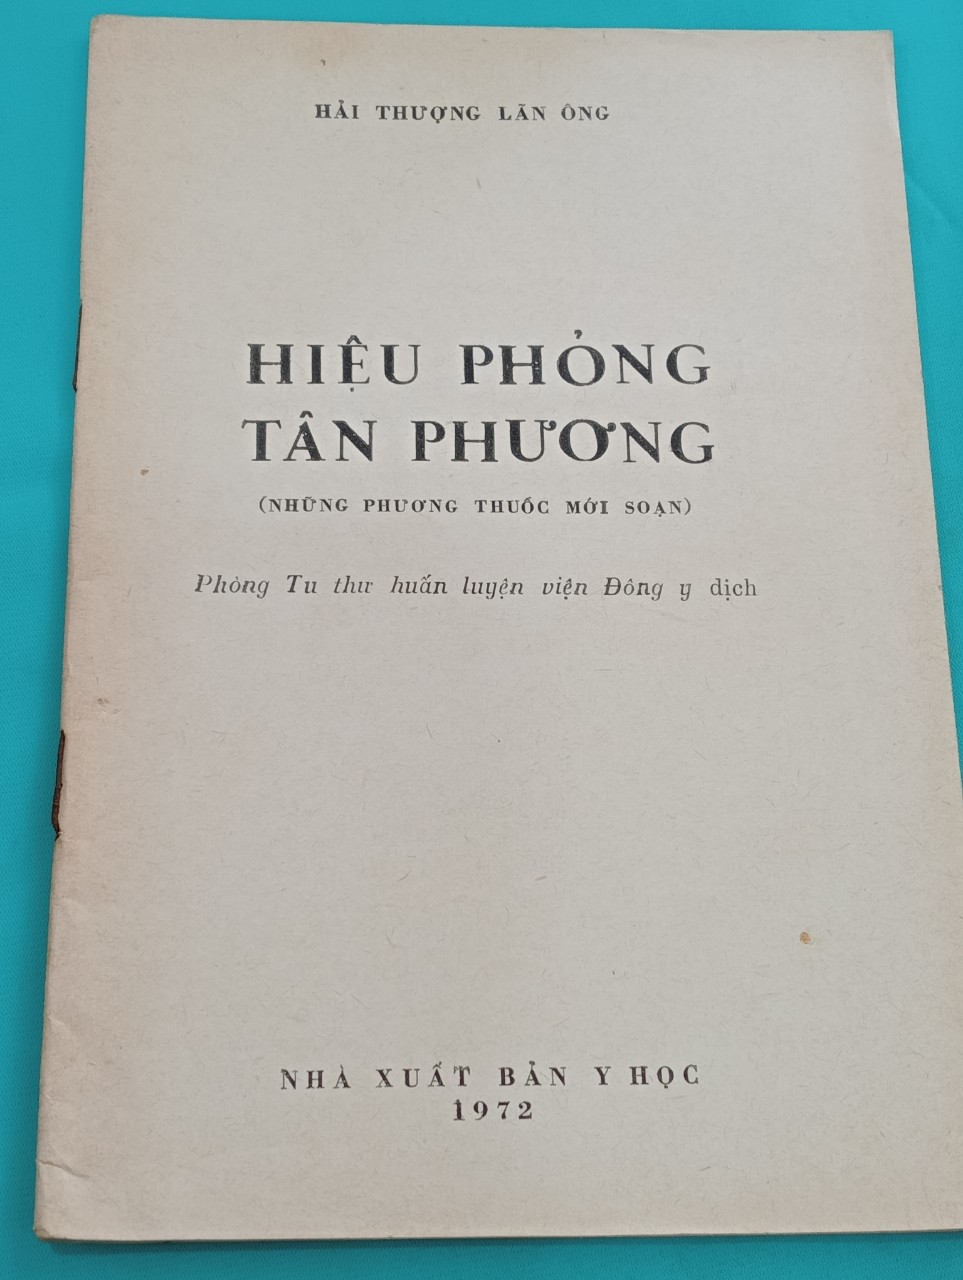 HẢI THƯỢNG LÃN ÔNG
HIỆU PHỎNG
TÂN PHƯƠNG
(NHỮNG PHƯƠNG THUỐC MỚI SOẠN)
Phòng Tu thư huấn luyện viện Đông y dịch
NHÀ XUẤT BẢN Y HỌC
1972